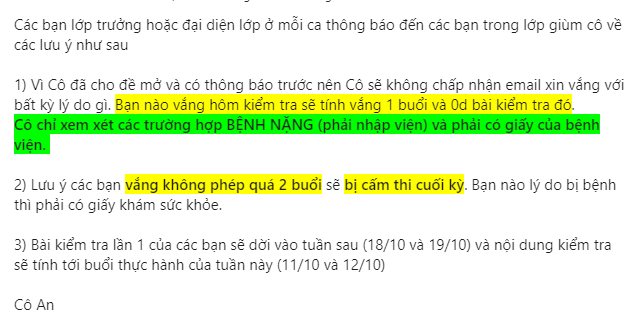 Các bạn lớp trưởng hoặc đại diện lớp ở mỗi ca thông báo đến các bạn trong lớp giùm cô về
các lưu ý như sau
1) Vì Cô đã cho đề mở và có thông báo trước nên Cô sẽ không chấp nhận email xin vắng với
bất kỳ lý do gì. Bạn nào vắng hôm kiểm tra sẽ tính vắng 1 buổi và 0đ bài kiểm tra đó.
Cô chỉ xem xét các trường hợp BỆNH NẶNG (phải nhập viện) và phải có giấy của bệnh
viện.
2) Lưu ý các bạn vắng không phép quá 2 buổi sẽ bị cấm thi cuối kỳ. Bạn nào lý do bị bệnh
thì phải có giấy khám sức khỏe.
3) Bài kiểm tra lần 1 của các bạn sẽ dời vào tuần sau (18/10 và 19/10) và nội dung kiểm tra
sẽ tính tới buổi thực hành của tuần này (11/10 và 12/10)
Cô An